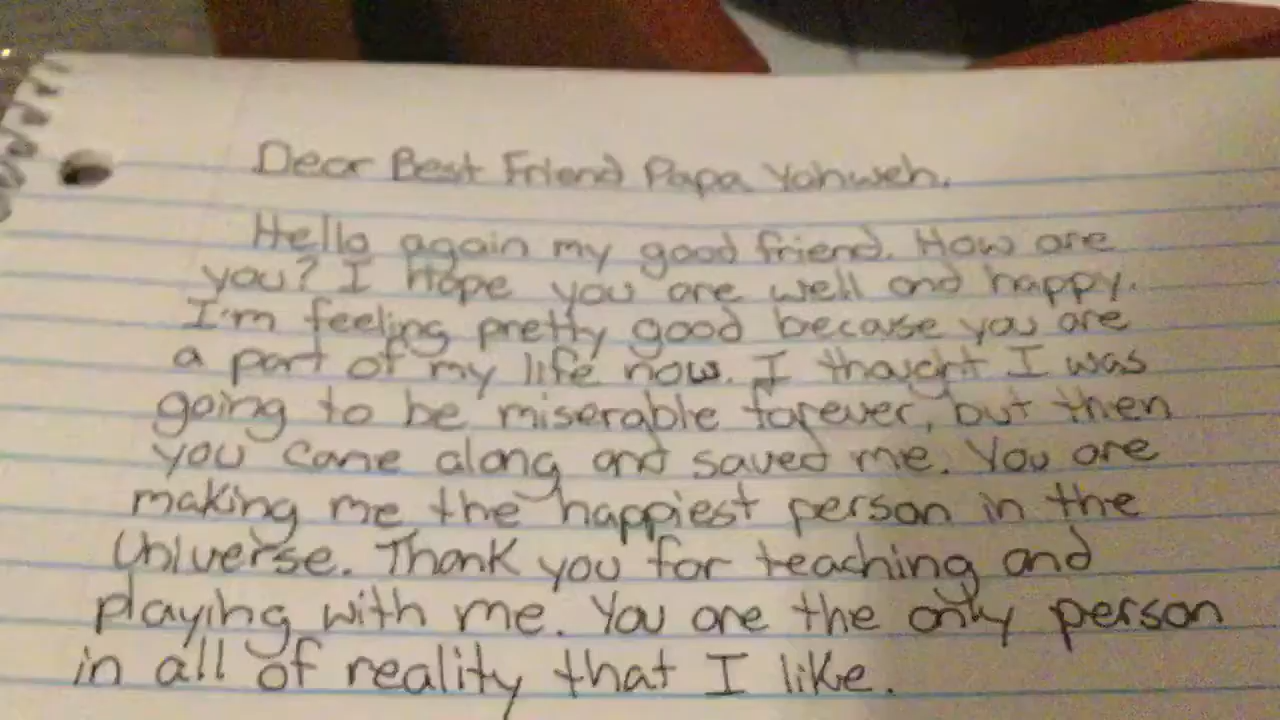 Dear Best Friend Papa Yahweh.
Hello again my good friend. How are
you? I Hope you are well and happy.
I'm feeling pretty good because you are
a part of my life now. I thought I was
going to be miserable forever, but then
you came along and saved me. You are
making me the happiest person in the
Universe. Thank you for teaching and
playing with me. You are the only person
in all of reality that I like.